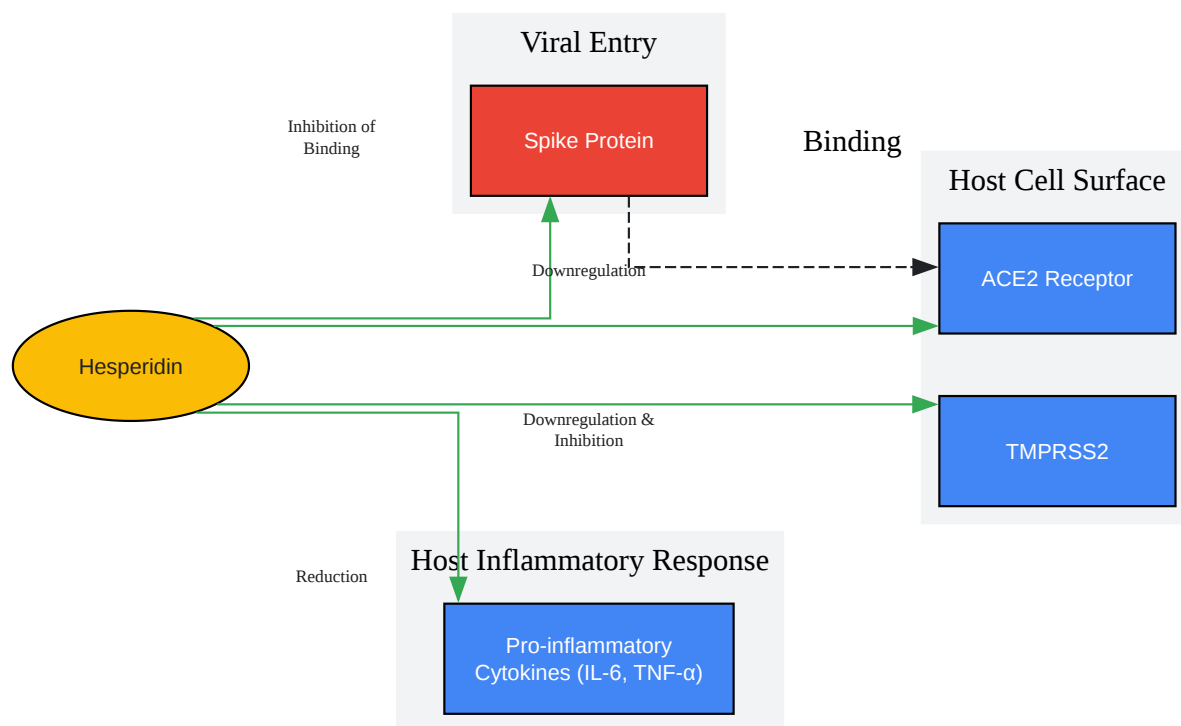 Viral Entry
Inhibition of
Binding
Spike Protein
Binding
Host Cell Surface
Downregulation
ACE2 Receptor
Hesperidin
Downregulation &
Inhibition
TMPRSS2
Host Inflammatory Response
Reduction
Pro-inflammatory
Cytokines (IL-6, TNF-α)